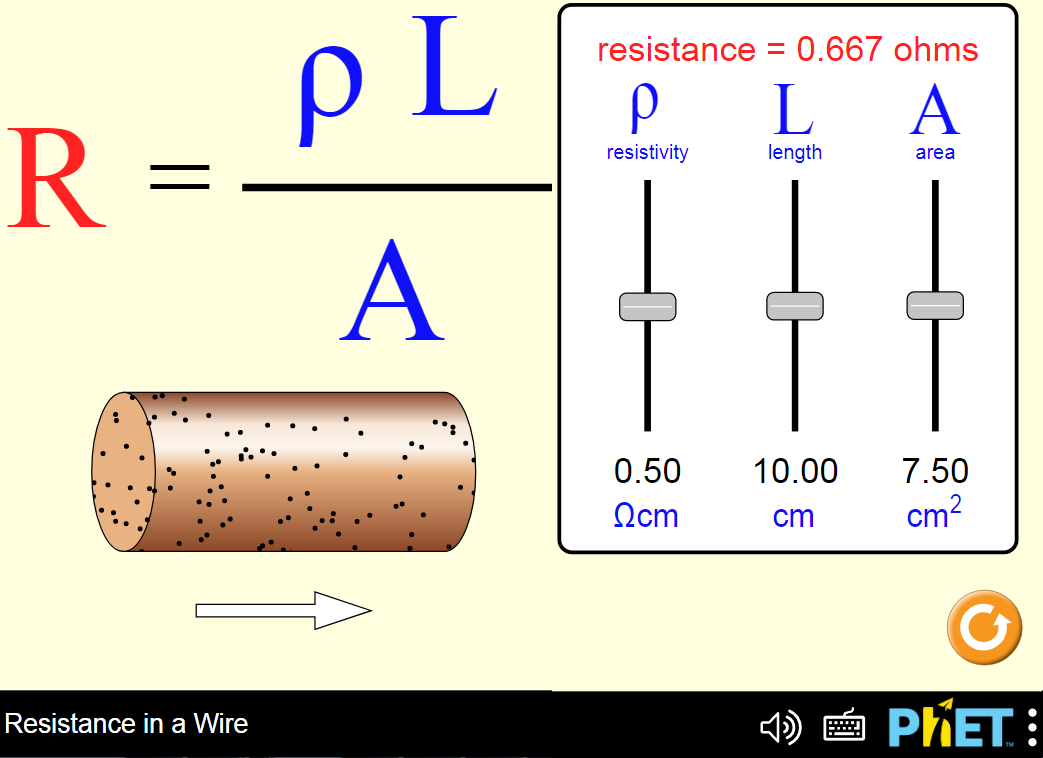 R = ρ L
A
resistance = 0.667 ohms
ρ L A
resistivity length area
0.50 10.00 7.50
Ωcm cm cm²
Resistance in a Wire
PhET™